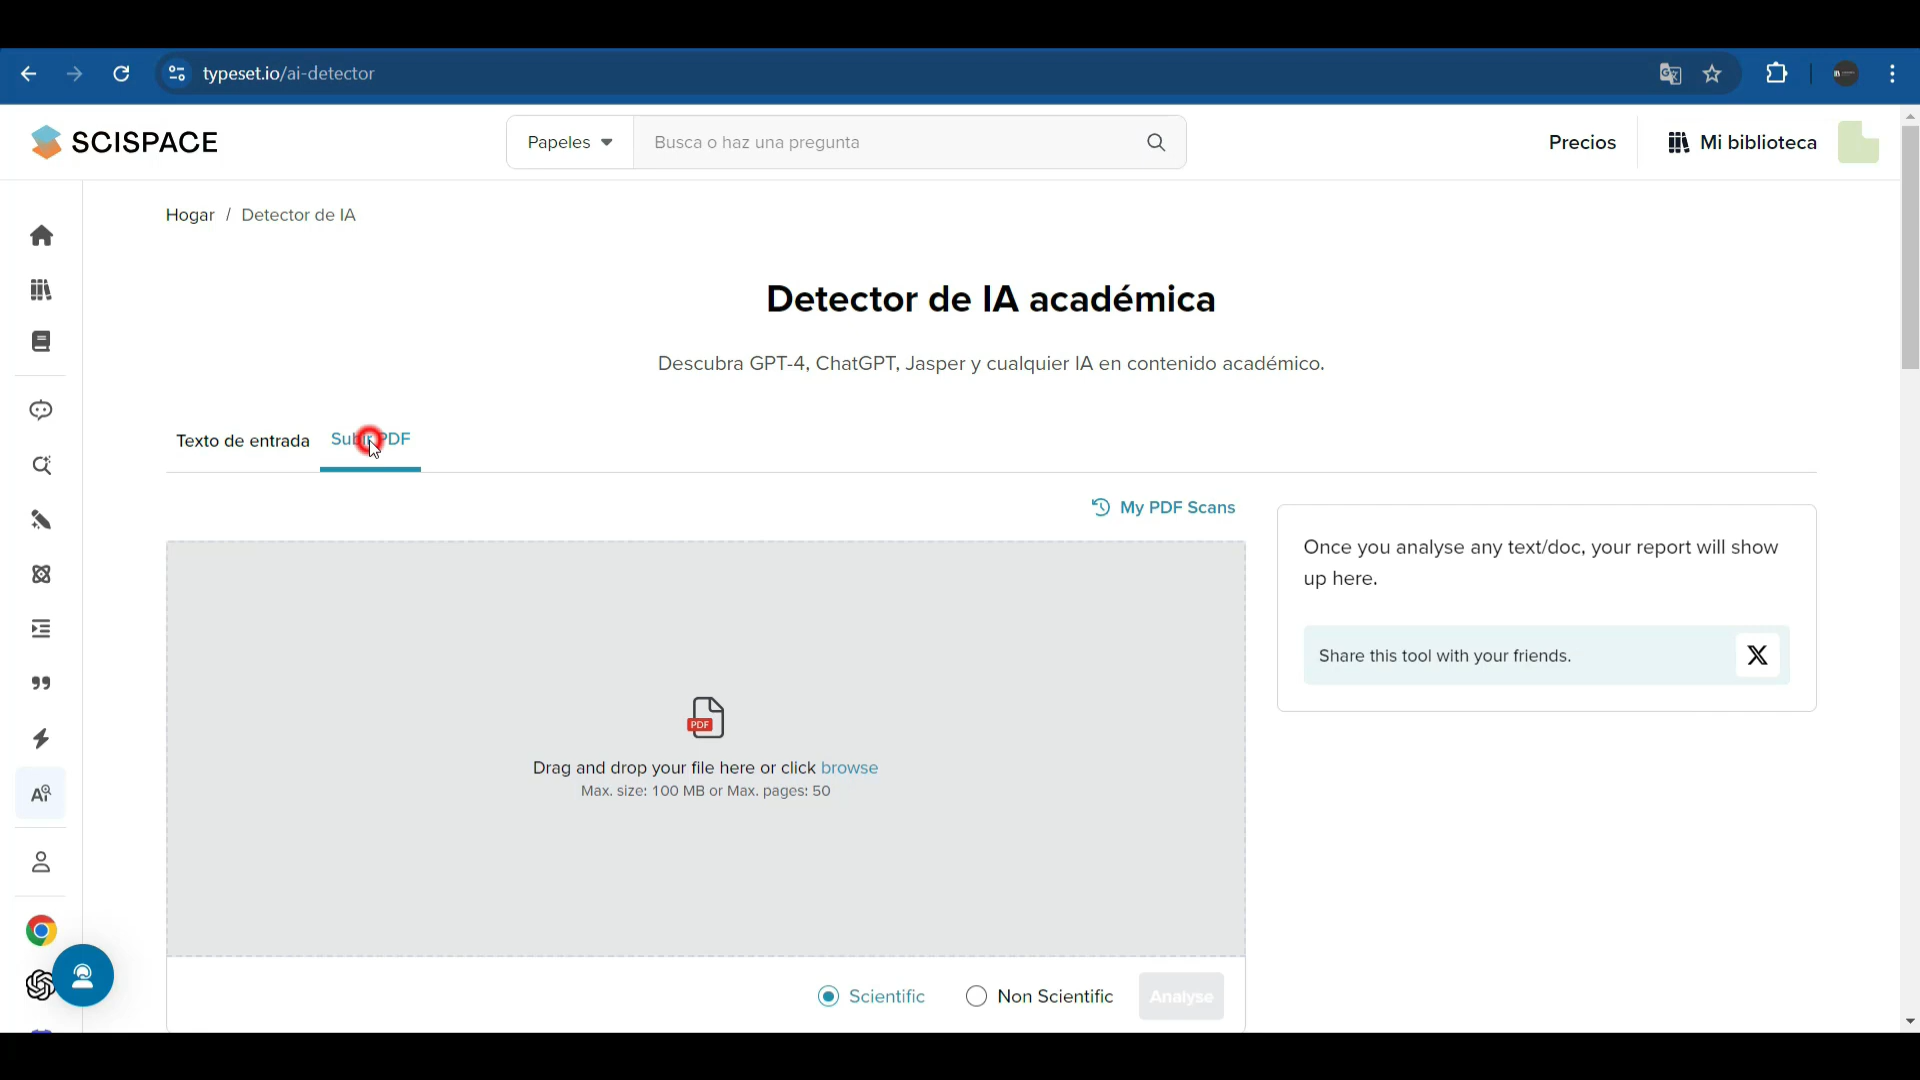 typeset.io/ai-detector
SCISPACE
Papeles
Busca o haz una pregunta
Precios
Mi biblioteca
Hogar / Detector de IA
Detector de IA académica
Descubra GPT-4, ChatGPT, Jasper y cualquier IA en contenido académico.
Texto de entrada
Subir PDF
My PDF Scans
Once you analyse any text/doc, your report will show
up here.
Share this tool with your friends.
PDF
Drag and drop your file here or click browse
Max. size: 100 MB or Max. pages: 50
Scientific
Non Scientific
Analyse